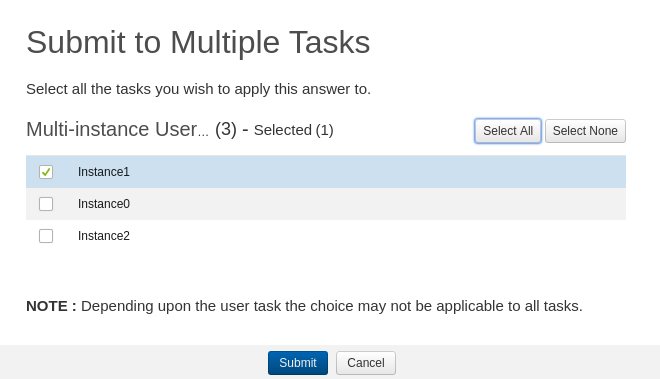 Submit to Multiple Tasks
Select all the tasks you wish to apply this answer to.
Multi-instance User... (3) - Selected (1) Select All Select None
Instance1
Instance0
Instance2
NOTE : Depending upon the user task the choice may not be applicable to all tasks.
Submit Cancel